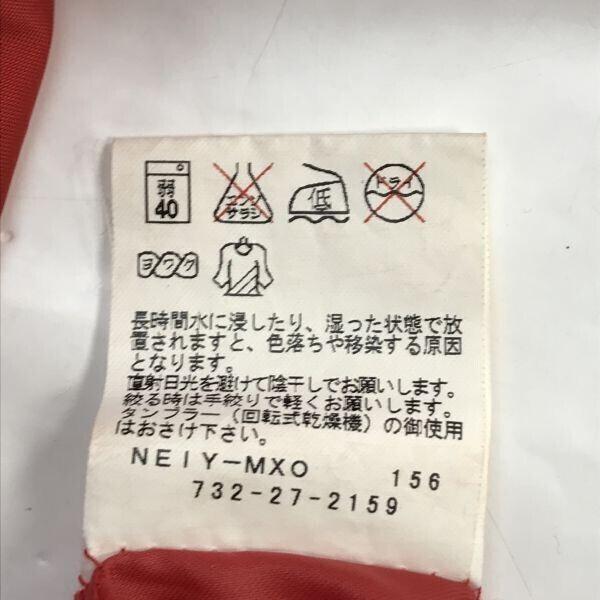 弱 エンソ 低 ドライ
40 サラシ
ヨワク
長時間水に浸したり、湿った状態で放
置されますと、色落ちや移染する原因
となります。
直射日光を避けて陰干しでお願いします。
絞る時は手絞りで軽くお願いします。
タンブラー（回転式乾燥機）の御使用
はおさけ下さい。
NEIY-MXO 156
732-27-2159